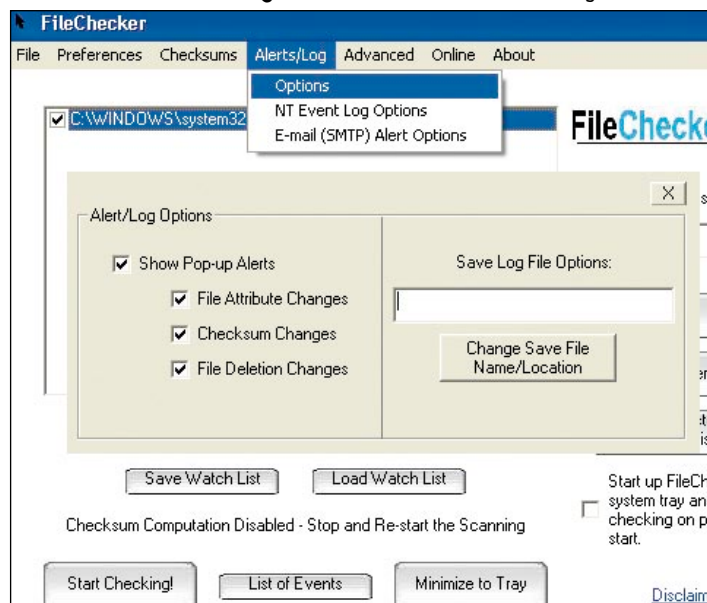 FileChecker
File Preferences Checksums Alerts/Log Advanced Online About
Options
NT Event Log Options
E-mail (SMTP) Alert Options
C:\WINDOWS\system32
FileCheck
Alert/Log Options
Show Pop-up Alerts
File Attribute Changes
Checksum Changes
File Deletion Changes
Save Log File Options:
Change Save File
Name/Location
Save Watch List
Load Watch List
Checksum Computation Disabled - Stop and Re-start the Scanning
Start up FileCh
system tray an
checking on p
start.
Start Checking!
List of Events
Minimize to Tray
Disclaim